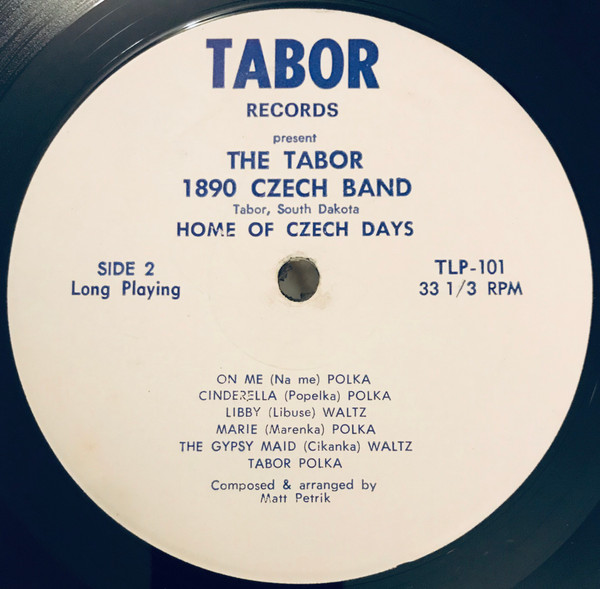 TABOR
RECORDS
present
THE TABOR
1890 CZECH BAND
Tabor, South Dakota
HOME OF CZECH DAYS
SIDE 2
Long Playing
TLP-101
33 1/3 RPM
ON ME (Na me) POLKA
CINDERELLA (Popelka) POLKA
LIBBY (Libuse) WALTZ
MARIE (Marenka) POLKA
THE GYPSY MAID (Cikanka) WALTZ
TABOR POLKA
Composed & arranged by
Matt Petrik